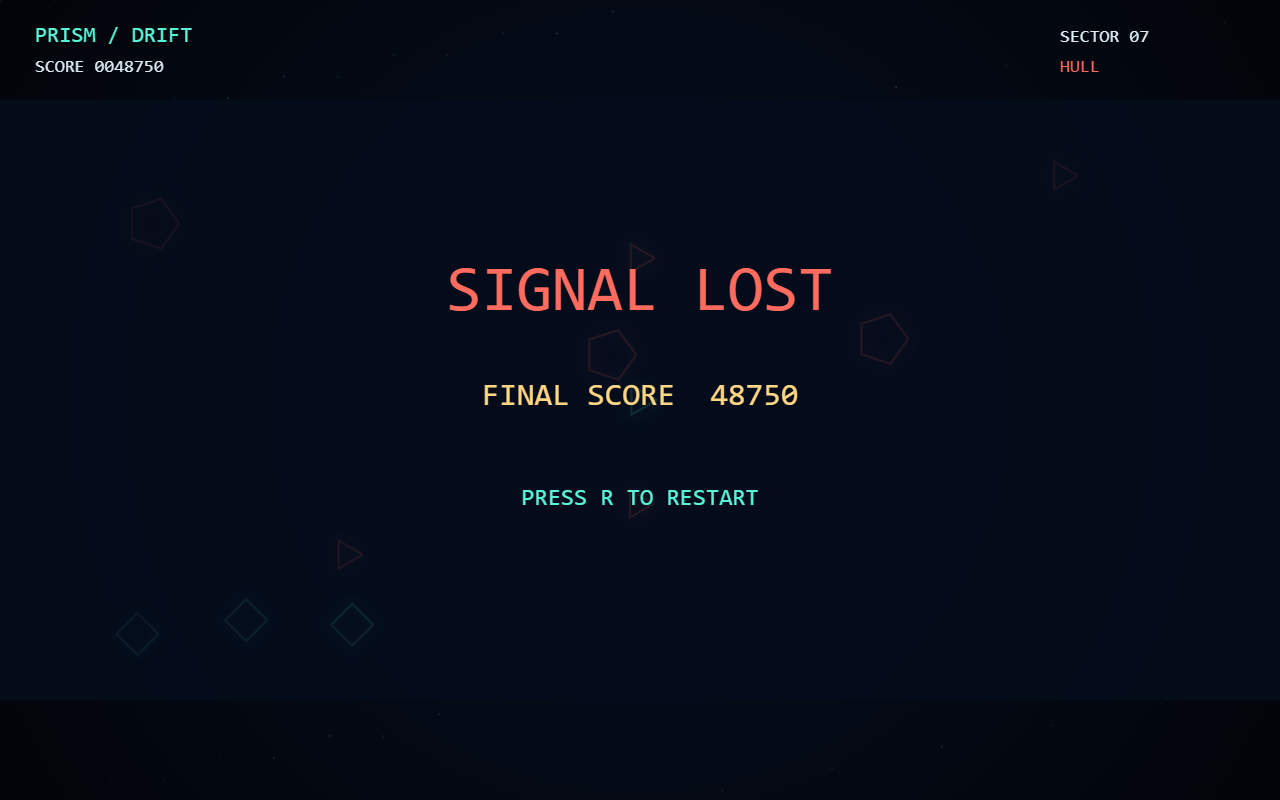 PRISM / DRIFT
SCORE 0048750
SECTOR 07
HULL
SIGNAL LOST
FINAL SCORE  48750
PRESS R TO RESTART